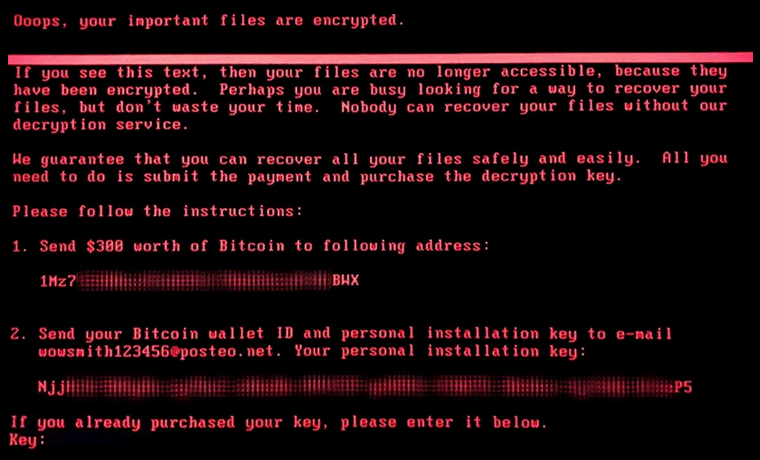 Ooops, your important files are encrypted.
If you see this text, then your files are no longer accessible, because they
have been encrypted. Perhaps you are busy looking for a way to recover your
files, but don't waste your time. Nobody can recover your files without our
decryption service.
We guarantee that you can recover all your files safely and easily. All you
need to do is submit the payment and purchase the decryption key.
Please follow the instructions:
1. Send $300 worth of Bitcoin to following address:
1Mz7 BWX
2. Send your Bitcoin wallet ID and personal installation key to e-mail
wowsmith123456@posteo.net. Your personal installation key:
Njj P5
If you already purchased your key, please enter it below.
Key: